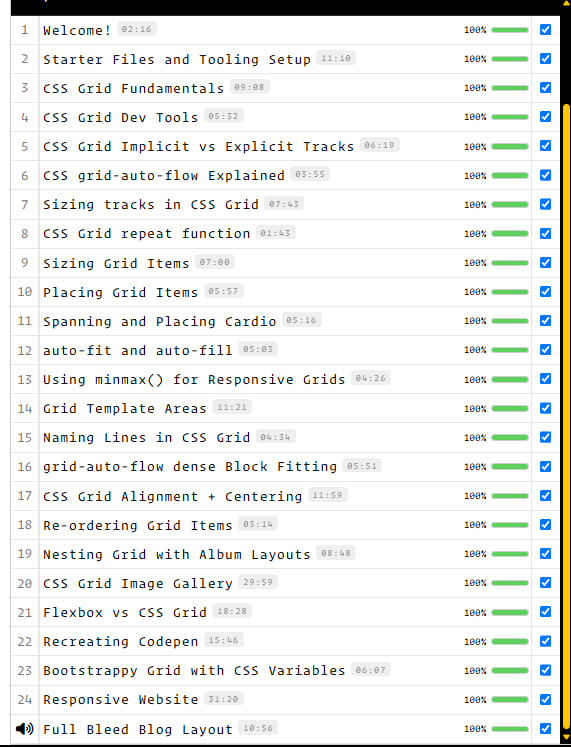 1 Welcome! 02:16 100%
2 Starter Files and Tooling Setup 11:10 100%
3 CSS Grid Fundamentals 09:08 100%
4 CSS Grid Dev Tools 05:32 100%
5 CSS Grid Implicit vs Explicit Tracks 06:19 100%
6 CSS grid-auto-flow Explained 03:55 100%
7 Sizing tracks in CSS Grid 07:43 100%
8 CSS Grid repeat function 01:43 100%
9 Sizing Grid Items 07:00 100%
10 Placing Grid Items 05:57 100%
11 Spanning and Placing Cardio 05:16 100%
12 auto-fit and auto-fill 05:03 100%
13 Using minmax() for Responsive Grids 04:26 100%
14 Grid Template Areas 11:21 100%
15 Naming Lines in CSS Grid 04:34 100%
16 grid-auto-flow dense Block Fitting 05:51 100%
17 CSS Grid Alignment + Centering 11:59 100%
18 Re-ordering Grid Items 03:14 100%
19 Nesting Grid with Album Layouts 08:48 100%
20 CSS Grid Image Gallery 29:59 100%
21 Flexbox vs CSS Grid 18:28 100%
22 Recreating Codepen 15:46 100%
23 Bootstrappy Grid with CSS Variables 06:07 100%
24 Responsive Website 31:20 100%
Full Bleed Blog Layout 10:56 100%